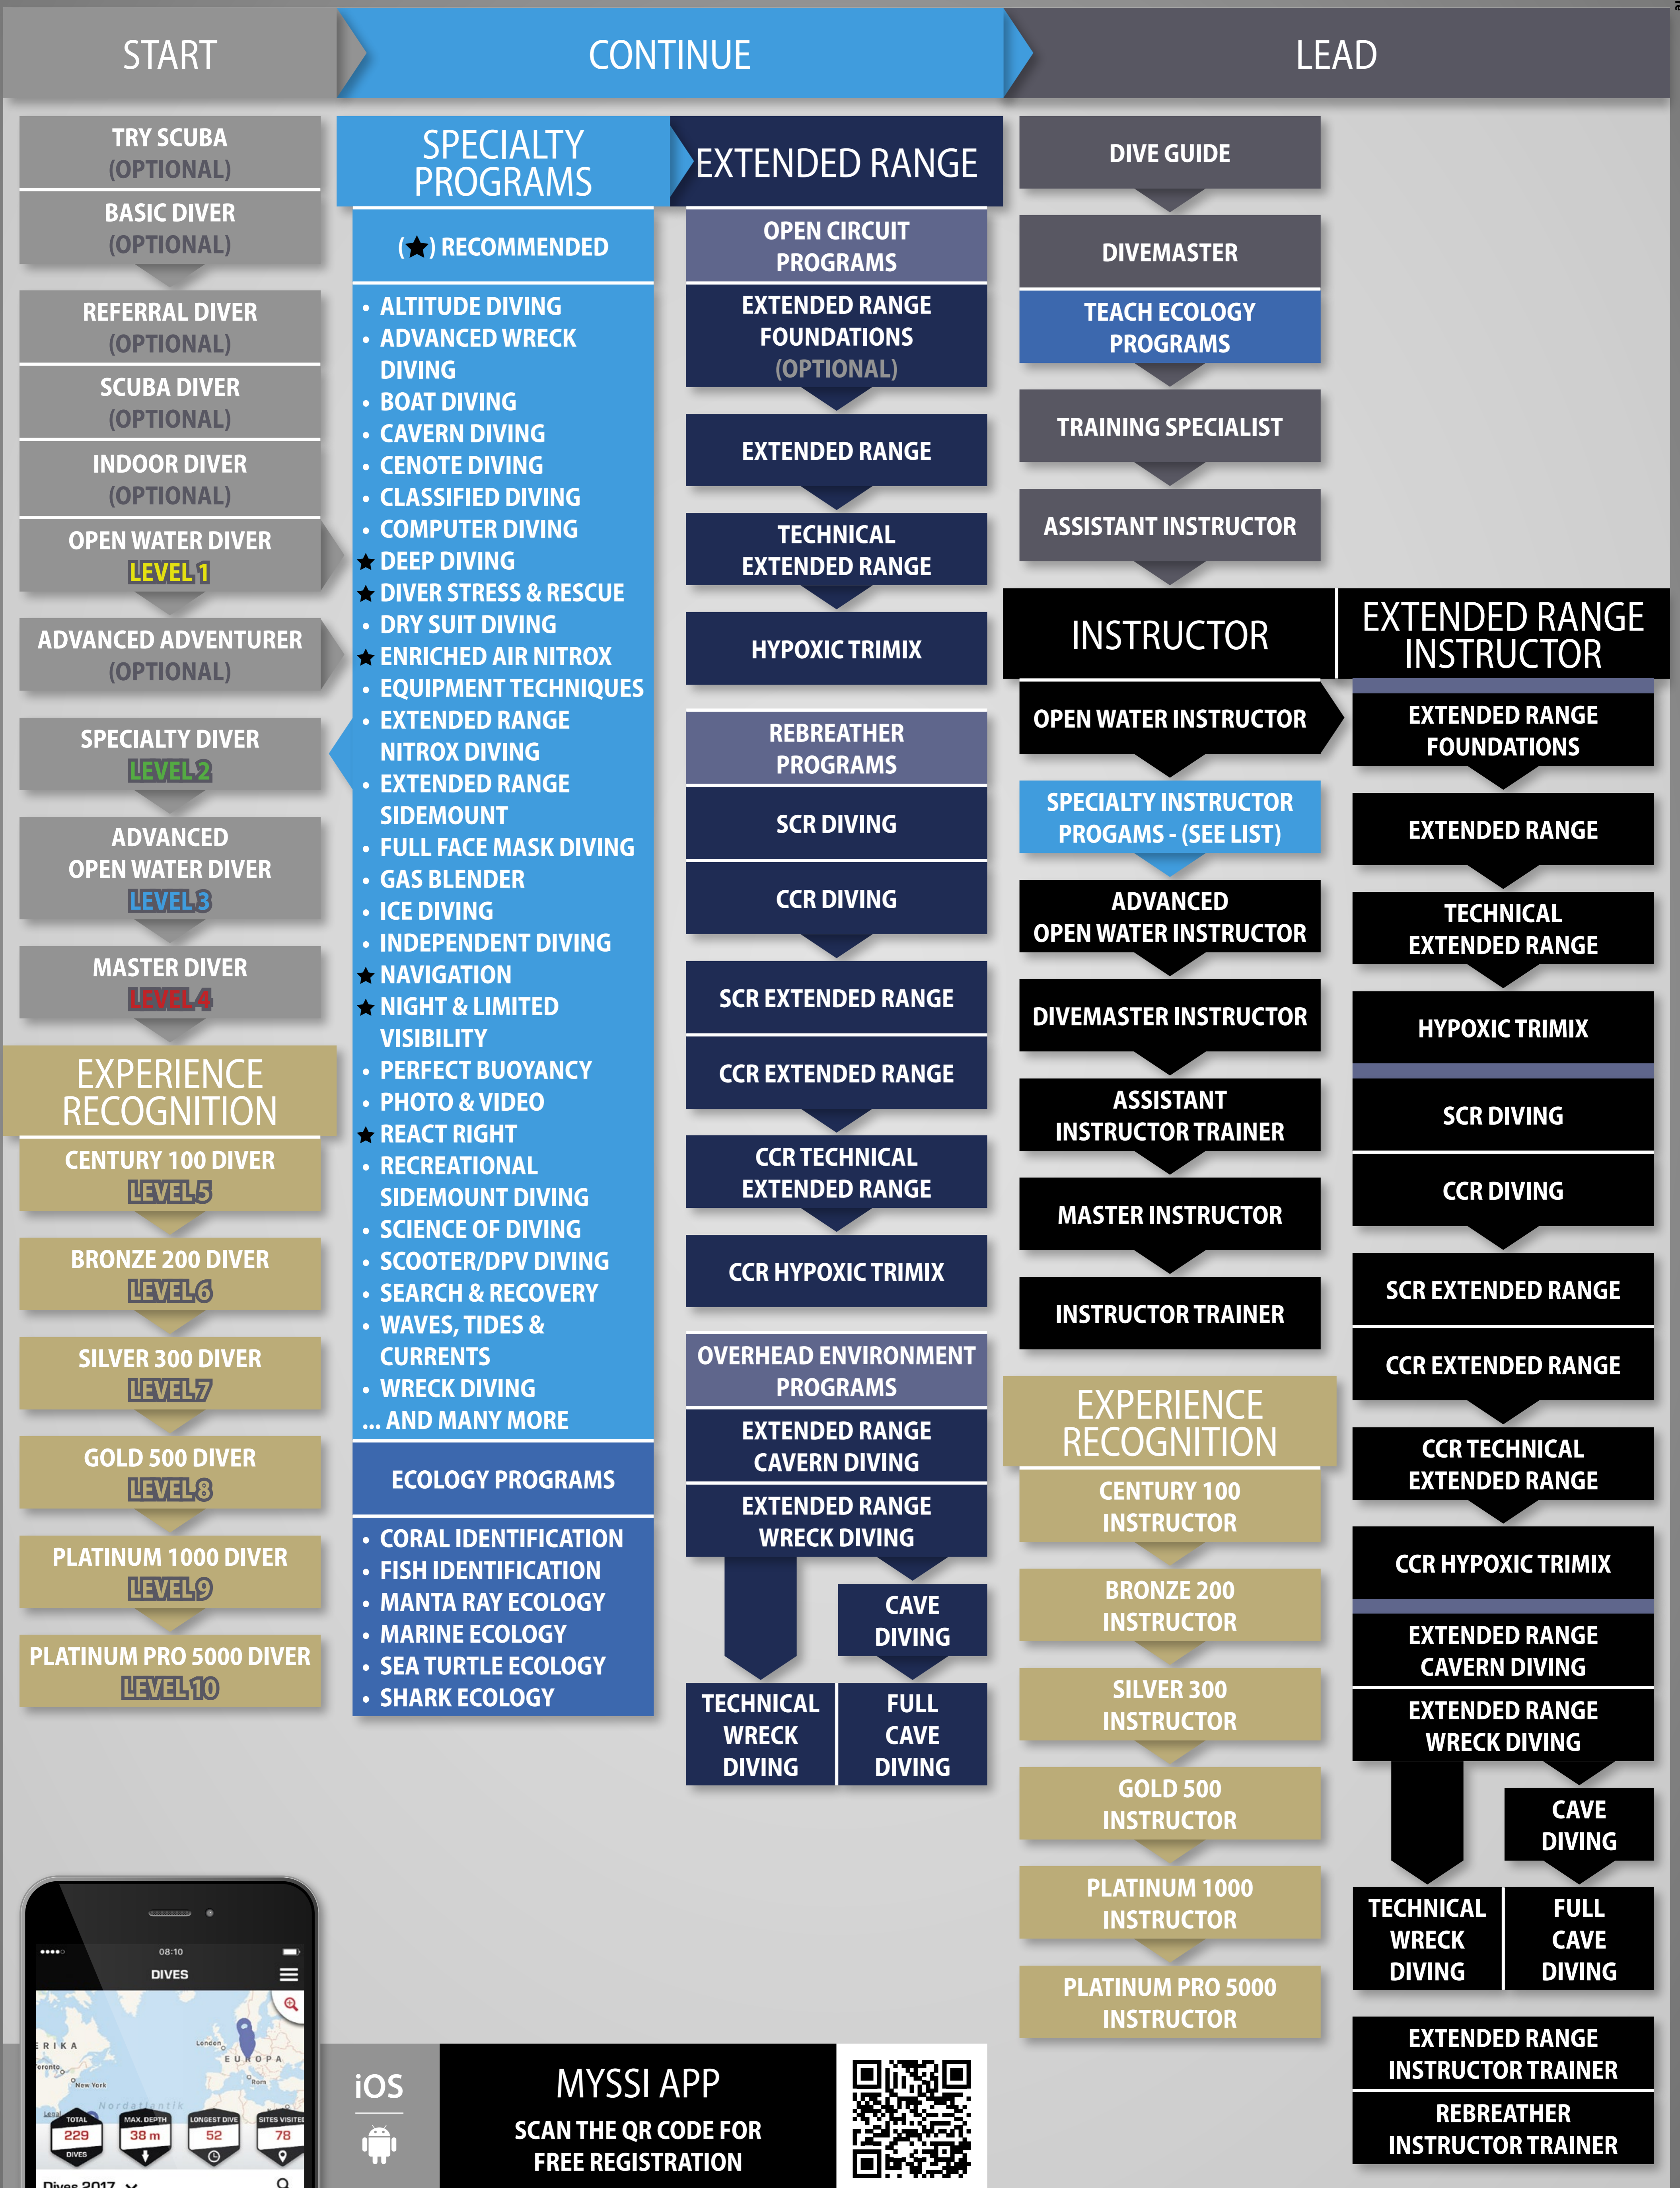 START
CONTINUE
LEAD
TRY SCUBA
(OPTIONAL)
BASIC DIVER
(OPTIONAL)
REFERRAL DIVER
(OPTIONAL)
SCUBA DIVER
(OPTIONAL)
INDOOR DIVER
(OPTIONAL)
OPEN WATER DIVER
LEVEL 1
ADVANCED ADVENTURER
(OPTIONAL)
SPECIALTY DIVER
LEVEL 2
ADVANCED
OPEN WATER DIVER
LEVEL 3
MASTER DIVER
LEVEL 4
EXPERIENCE
RECOGNITION
CENTURY 100 DIVER
LEVEL 5
BRONZE 200 DIVER
LEVEL 6
SILVER 300 DIVER
LEVEL 7
GOLD 500 DIVER
LEVEL 8
PLATINUM 1000 DIVER
LEVEL 9
PLATINUM PRO 5000 DIVER
LEVEL 10
SPECIALTY
PROGRAMS
(★) RECOMMENDED
• ALTITUDE DIVING
• ADVANCED WRECK
DIVING
• BOAT DIVING
• CAVERN DIVING
• CENOTE DIVING
• CLASSIFIED DIVING
• COMPUTER DIVING
★ DEEP DIVING
★ DIVER STRESS & RESCUE
• DRY SUIT DIVING
★ ENRICHED AIR NITROX
• EQUIPMENT TECHNIQUES
• EXTENDED RANGE
NITROX DIVING
• EXTENDED RANGE
SIDEMOUNT
• FULL FACE MASK DIVING
• GAS BLENDER
• ICE DIVING
• INDEPENDENT DIVING
★ NAVIGATION
★ NIGHT & LIMITED
VISIBILITY
• PERFECT BUOYANCY
• PHOTO & VIDEO
★ REACT RIGHT
• RECREATIONAL
SIDEMOUNT DIVING
• SCIENCE OF DIVING
• SCOOTER/DPV DIVING
• SEARCH & RECOVERY
• WAVES, TIDES &
CURRENTS
• WRECK DIVING
... AND MANY MORE
ECOLOGY PROGRAMS
• CORAL IDENTIFICATION
• FISH IDENTIFICATION
• MANTA RAY ECOLOGY
• MARINE ECOLOGY
• SEA TURTLE ECOLOGY
• SHARK ECOLOGY
EXTENDED RANGE
OPEN CIRCUIT
PROGRAMS
EXTENDED RANGE
FOUNDATIONS
(OPTIONAL)
EXTENDED RANGE
TECHNICAL
EXTENDED RANGE
HYPOXIC TRIMIX
REBREATHER
PROGRAMS
SCR DIVING
CCR DIVING
SCR EXTENDED RANGE
CCR EXTENDED RANGE
CCR TECHNICAL
EXTENDED RANGE
CCR HYPOXIC TRIMIX
OVERHEAD ENVIRONMENT
PROGRAMS
EXTENDED RANGE
CAVERN DIVING
EXTENDED RANGE
WRECK DIVING
CAVE
DIVING
TECHNICAL
WRECK
DIVING
FULL
CAVE
DIVING
DIVE GUIDE
DIVEMASTER
TEACH ECOLOGY
PROGRAMS
TRAINING SPECIALIST
ASSISTANT INSTRUCTOR
INSTRUCTOR
OPEN WATER INSTRUCTOR
SPECIALTY INSTRUCTOR
PROGAMS - (SEE LIST)
ADVANCED
OPEN WATER INSTRUCTOR
DIVEMASTER INSTRUCTOR
ASSISTANT
INSTRUCTOR TRAINER
MASTER INSTRUCTOR
INSTRUCTOR TRAINER
EXPERIENCE
RECOGNITION
CENTURY 100
INSTRUCTOR
BRONZE 200
INSTRUCTOR
SILVER 300
INSTRUCTOR
GOLD 500
INSTRUCTOR
PLATINUM 1000
INSTRUCTOR
PLATINUM PRO 5000
INSTRUCTOR
EXTENDED RANGE
INSTRUCTOR
EXTENDED RANGE
FOUNDATIONS
EXTENDED RANGE
TECHNICAL
EXTENDED RANGE
HYPOXIC TRIMIX
SCR DIVING
CCR DIVING
SCR EXTENDED RANGE
CCR EXTENDED RANGE
CCR TECHNICAL
EXTENDED RANGE
CCR HYPOXIC TRIMIX
EXTENDED RANGE
CAVERN DIVING
EXTENDED RANGE
WRECK DIVING
CAVE
DIVING
TECHNICAL
WRECK
DIVING
FULL
CAVE
DIVING
EXTENDED RANGE
INSTRUCTOR TRAINER
REBREATHER
INSTRUCTOR TRAINER
08:10
DIVES
ERIKA
London
EUROPA
oronto
New York
Rom
Nordatlantik
TOTAL
229
DIVES
MAX. DEPTH
38 m
LONGEST DIVE
52
SITES VISITED
78
Dives 2017
iOS
MYSSI APP
SCAN THE QR CODE FOR
FREE REGISTRATION